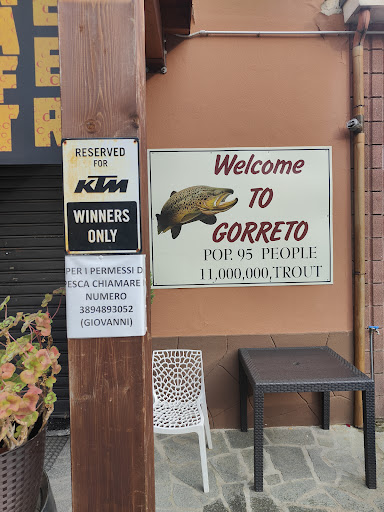 RESERVED
FOR
KTM
WINNERS
ONLY
PER I PERMESSI D
PESCA CHIAMARE I
NUMERO
3894893052
(GIOVANNI)
Welcome
TO
GORRETO
POP. 95 PEOPLE
11,000,000,TROUT